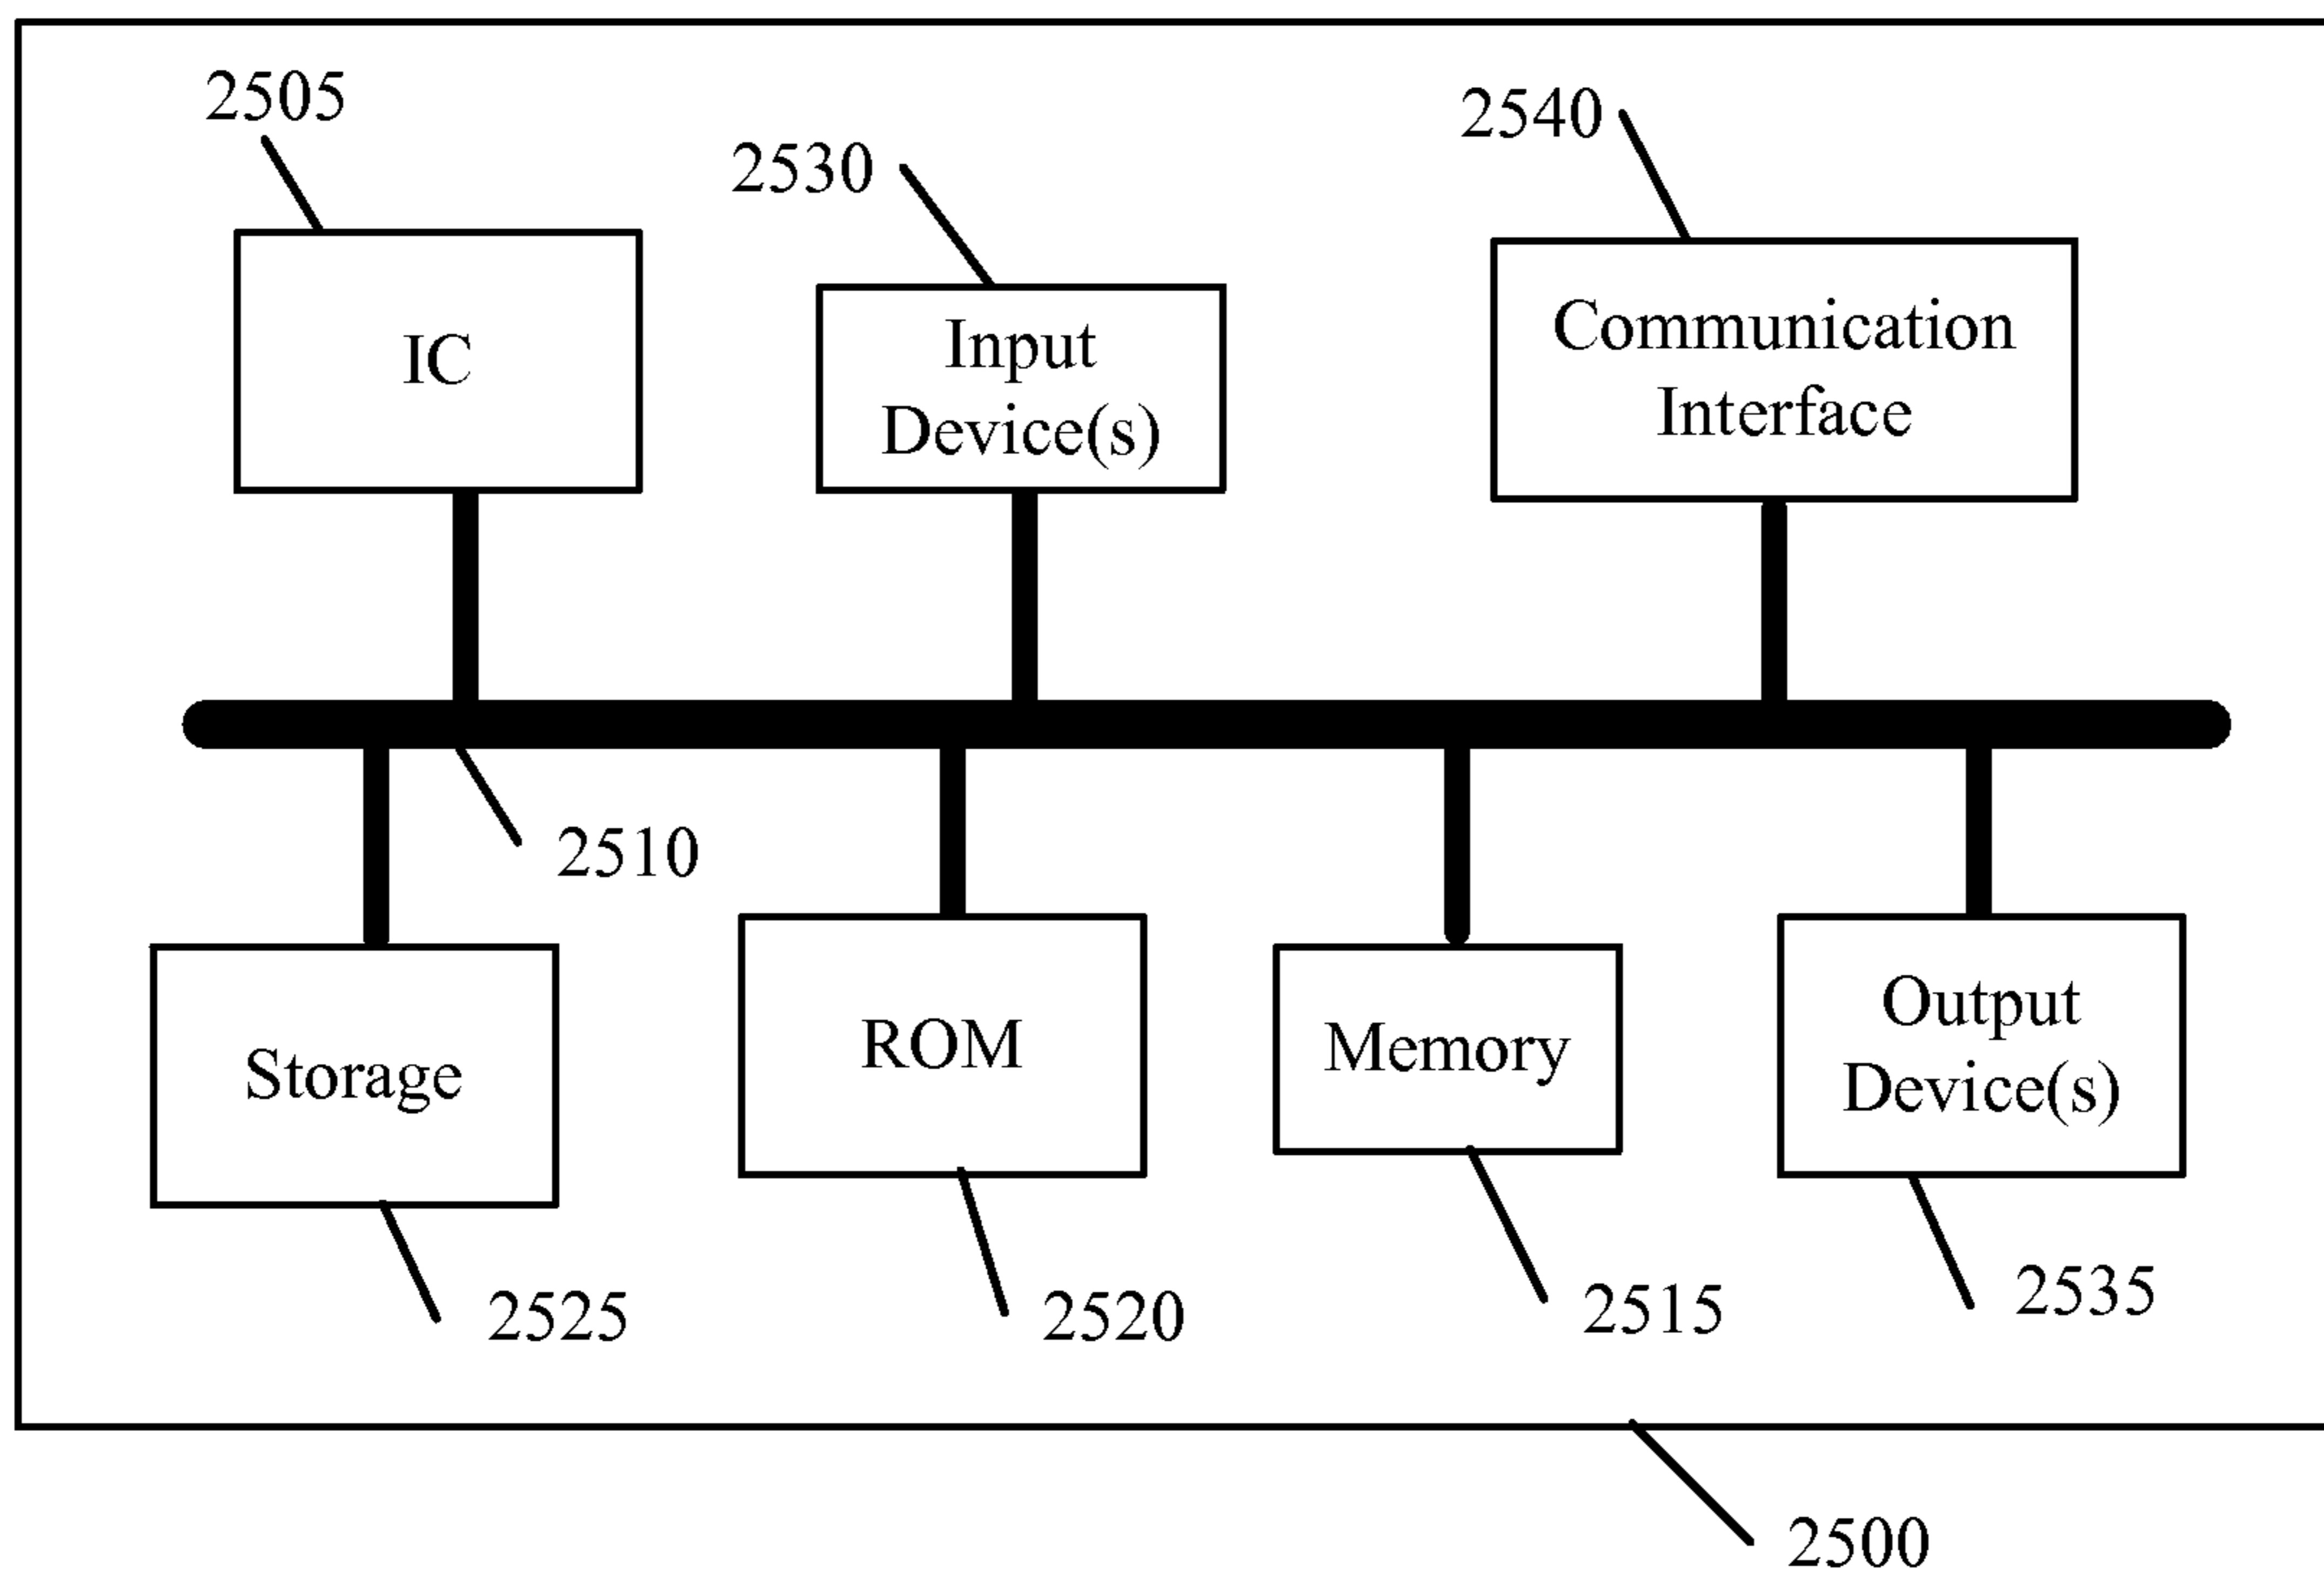 2505
2530
2540
IC
Input
Device(s)
Communication
Interface
2510
Storage
ROM
Memory
Output
Device(s)
2525
2520
2515
2535
2500